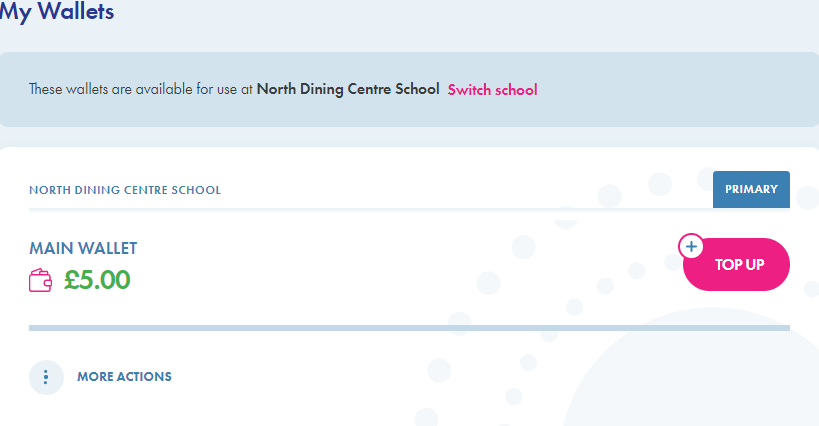 My Wallets
These wallets are available for use at North Dining Centre School Switch school
NORTH DINING CENTRE SCHOOL
PRIMARY
MAIN WALLET
£5.00
TOP UP
MORE ACTIONS